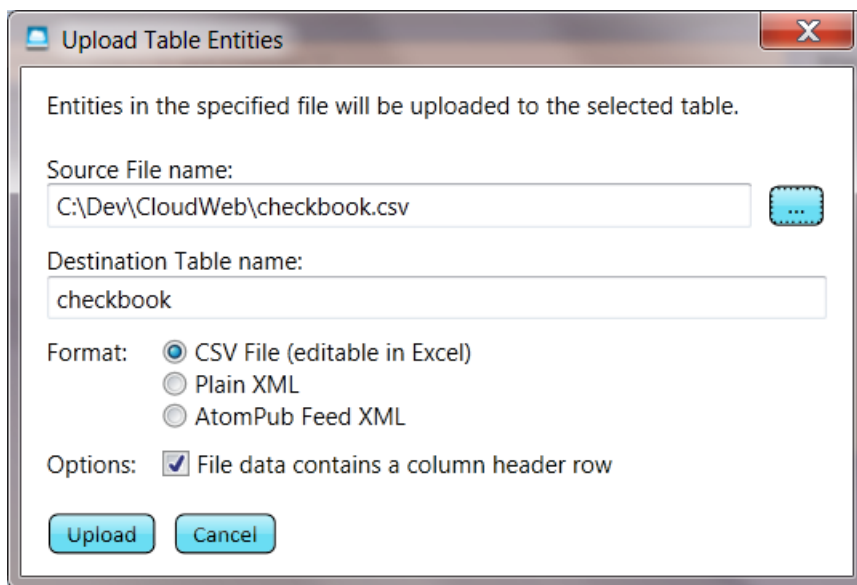 Upload Table Entities
Entities in the specified file will be uploaded to the selected table.
Source File name:
C:\Dev\CloudWeb\checkbook.csv
...
Destination Table name:
checkbook
Format: CSV File (editable in Excel)
Plain XML
AtomPub Feed XML
Options: File data contains a column header row
Upload Cancel